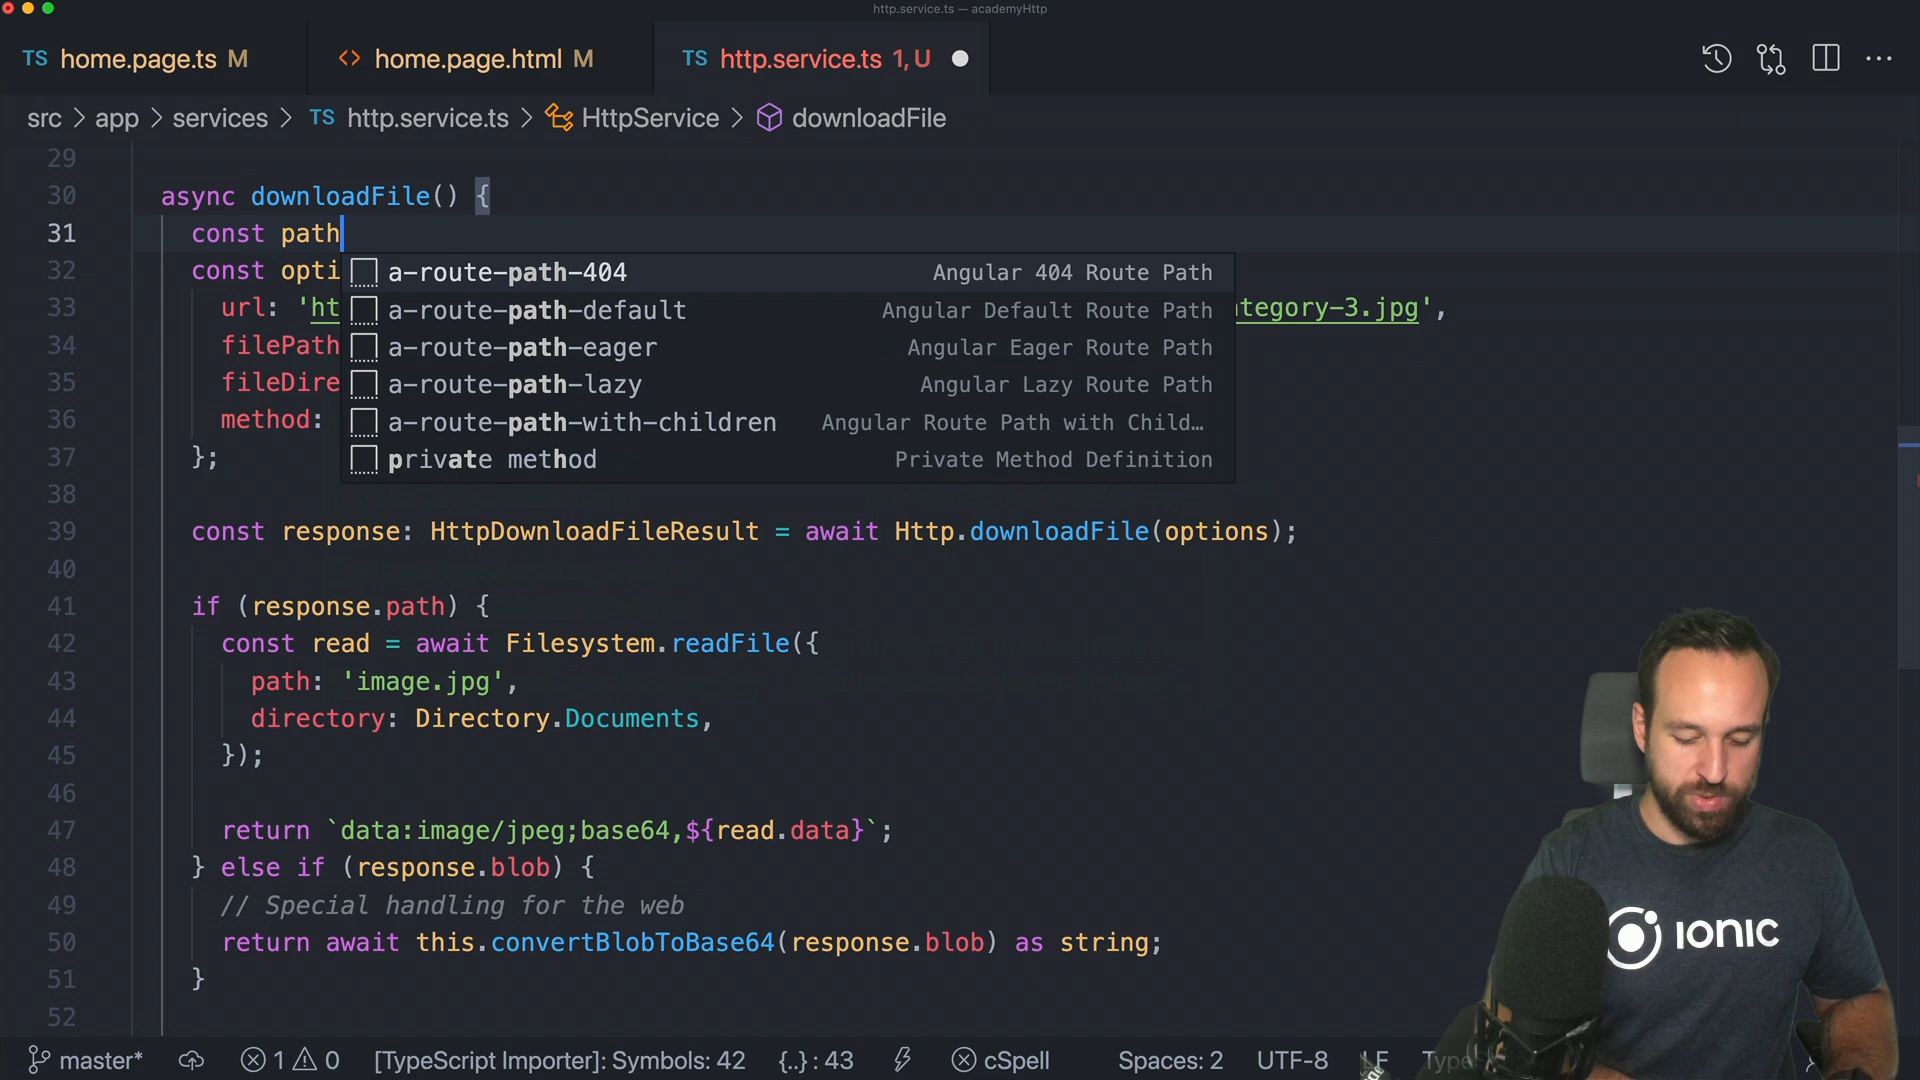 http.service.ts — academyHttp
TS home.page.ts M
<> home.page.html M
TS http.service.ts 1, U
src > app > services > TS http.service.ts > HttpService > downloadFile
29
30 async downloadFile() {
31 const path
32 const opti
33 url: 'ht tegory-3.jpg',
34 filePath
35 fileDire
36 method:
37 };
a-route-path-404 Angular 404 Route Path
a-route-path-default Angular Default Route Path
a-route-path-eager Angular Eager Route Path
a-route-path-lazy Angular Lazy Route Path
a-route-path-with-children Angular Route Path with Child…
private method Private Method Definition
38
39 const response: HttpDownloadFileResult = await Http.downloadFile(options);
40
41 if (response.path) {
42 const read = await Filesystem.readFile({
43 path: 'image.jpg',
44 directory: Directory.Documents,
45 });
46
47 return `data:image/jpeg;base64,${read.data}`;
48 } else if (response.blob) {
49 // Special handling for the web
50 return await this.convertBlobToBase64(response.blob) as string;
51 }
52
IONIC
master* 1 0 [TypeScript Importer]: Symbols: 42 {..} : 43 cSpell Spaces: 2 UTF-8 LF